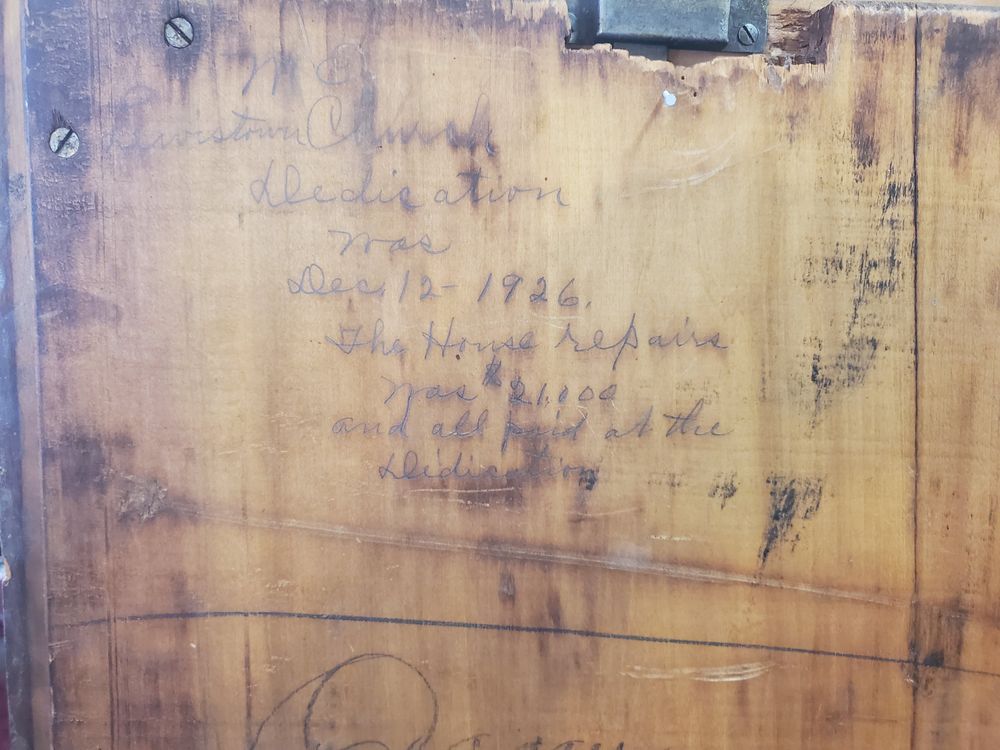 M E
Lewistown Church
Dedication
was
Dec. 12 - 1926.
The House repairs
was $21,000
and all paid at the
Dedication